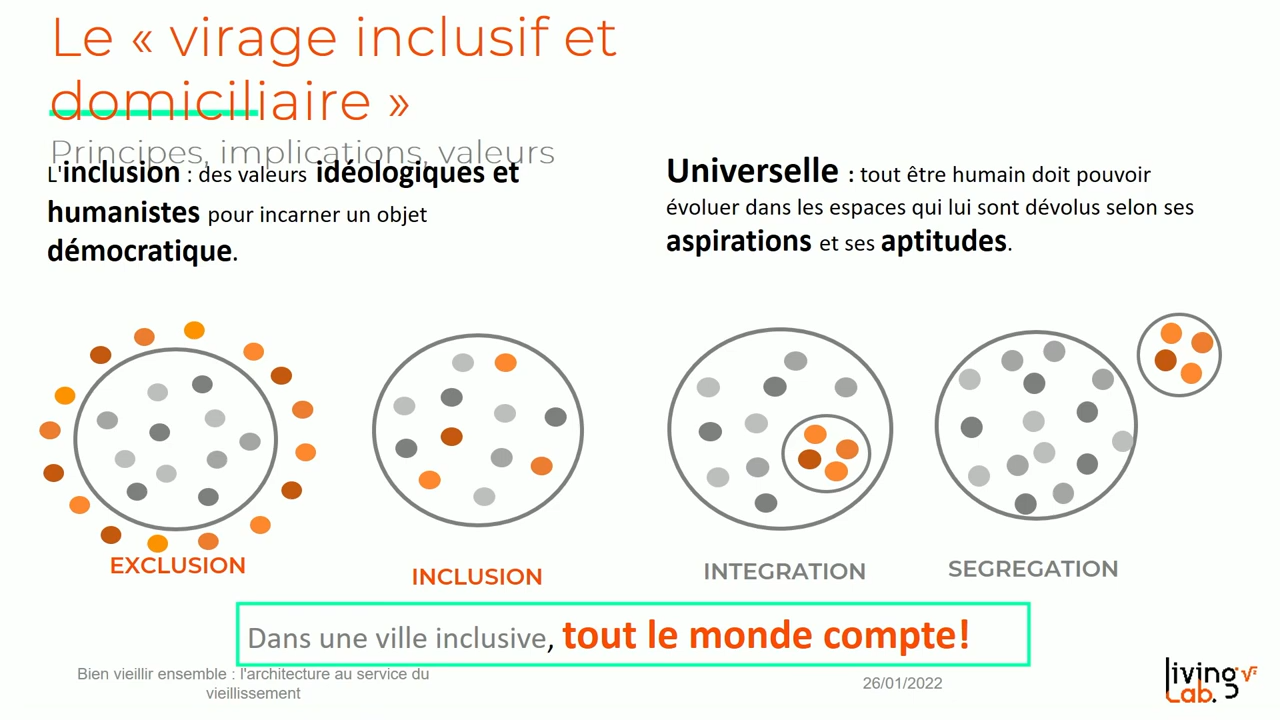 Le « virage inclusif et
domiciliaire »
Principes, implications, valeurs
L'inclusion : des valeurs idéologiques et
humanistes pour incarner un objet
démocratique.
Universelle : tout être humain doit pouvoir
évoluer dans les espaces qui lui sont dévolus selon ses
aspirations et ses aptitudes.
EXCLUSION
INCLUSION
INTEGRATION
SEGREGATION
Dans une ville inclusive, tout le monde compte!
Bien vieillir ensemble : l'architecture au service du
vieillissement
26/01/2022
living
Lab.